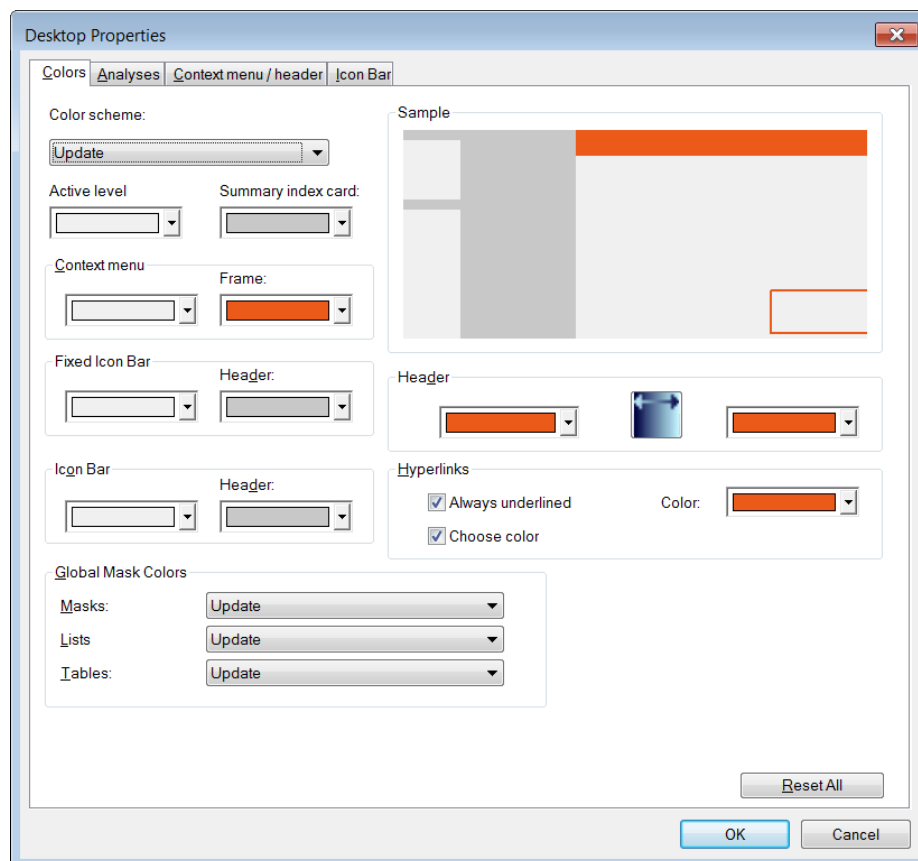 Desktop Properties
Colors Analyses Context menu / header Icon Bar
Color scheme:
Update
Active level Summary index card:
Context menu
Frame:
Fixed Icon Bar
Header:
Icon Bar
Header:
Sample
Header
Hyperlinks
Always underlined Color:
Choose color
Global Mask Colors
Masks: Update
Lists Update
Tables: Update
Reset All
OK Cancel